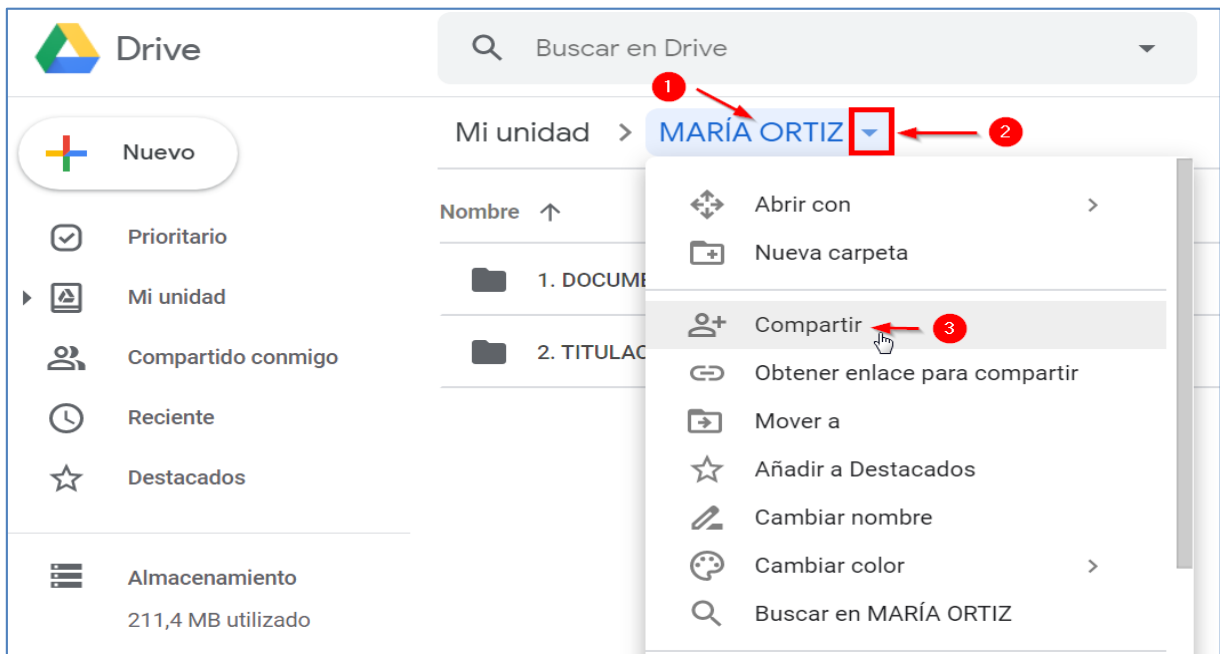 Drive
Buscar en Drive
1
Mi unidad > MARÍA ORTIZ
2
Nuevo
Nombre
Prioritario
Mi unidad
Compartido conmigo
Reciente
Destacados
Almacenamiento
211,4 MB utilizado
1. DOCUME
2. TITULAC
Abrir con
Nueva carpeta
Compartir
3
Obtener enlace para compartir
Mover a
Añadir a Destacados
Cambiar nombre
Cambiar color
Buscar en MARÍA ORTIZ